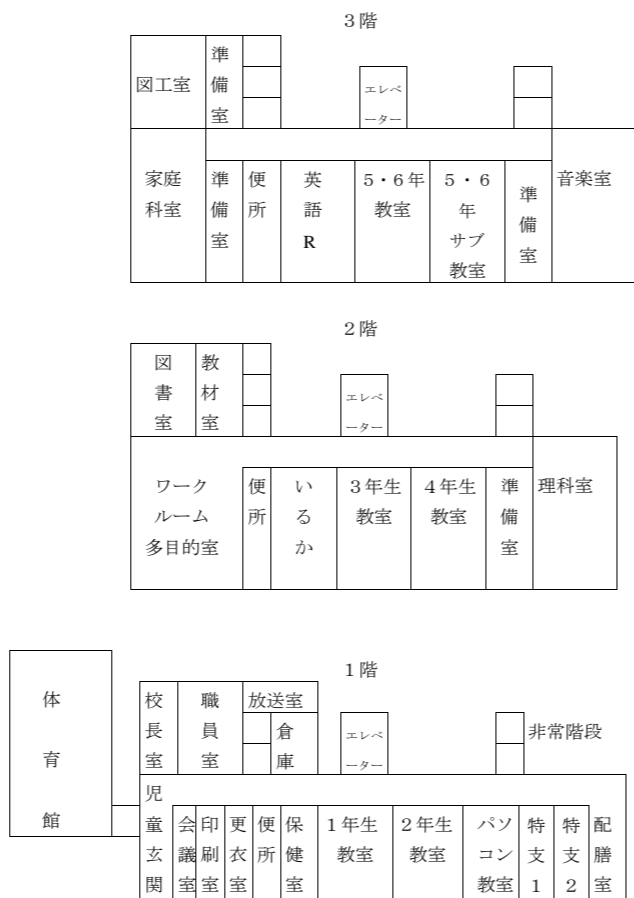 ３階
図工室
準備室
エレベーター
家庭科室
準備室
便所
英語R
５・６年教室
５・６年サブ教室
準備室
音楽室
２階
図書室
教材室
エレベーター
ワークルーム多目的室
便所
いるか
３年生教室
４年生教室
準備室
理科室
１階
体育館
校長室
職員室
放送室
倉庫
エレベーター
非常階段
児童玄関
会議室
印刷室
更衣室
便所
保健室
１年生教室
２年生教室
パソコン教室
特支１
特支２
配膳室